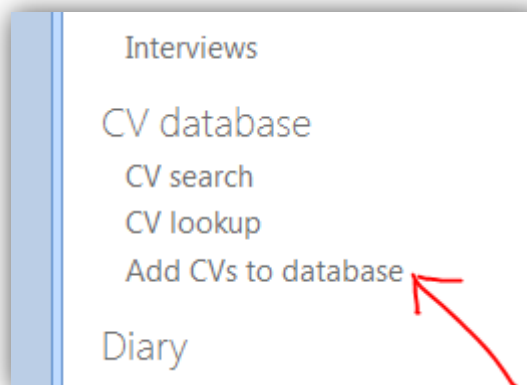 Interviews
CV database
CV search
CV lookup
Add CVs to database
Diary